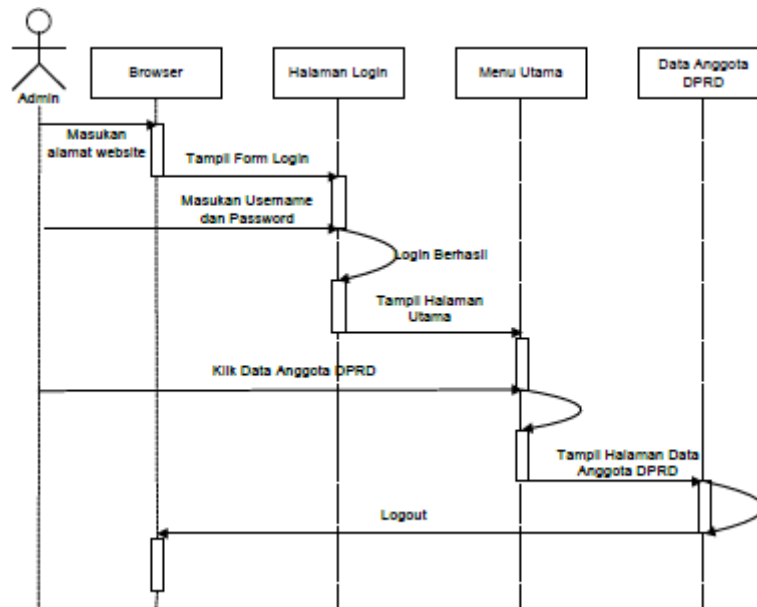 Browser
Halaman Login
Menu Utama
Data Anggota
DPRD
Admin
Masukan
alamat website
Tampil Form Login
Masukan Username
dan Password
Login Berhasil
Tampil Halaman
Utama
Klik Data Anggota DPRD
Tampil Halaman Data
Anggota DPRD
Logout